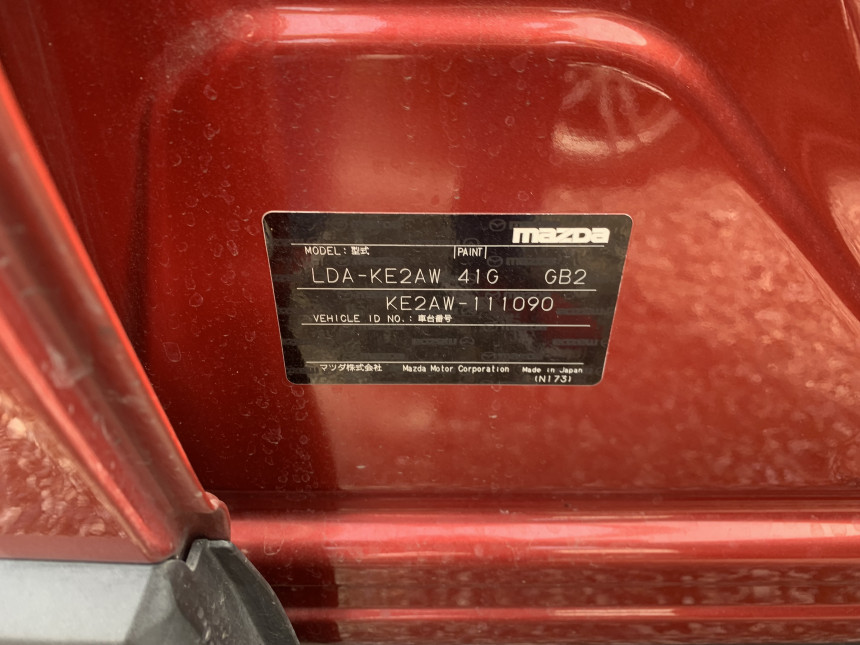 mazda
MODEL: 型式 PAINT
LDA-KE2AW 41G GB2
KE2AW-111090
VEHICLE ID NO.: 車台番号
マツダ株式会社 Mazda Motor Corporation Made in Japan
(N173)